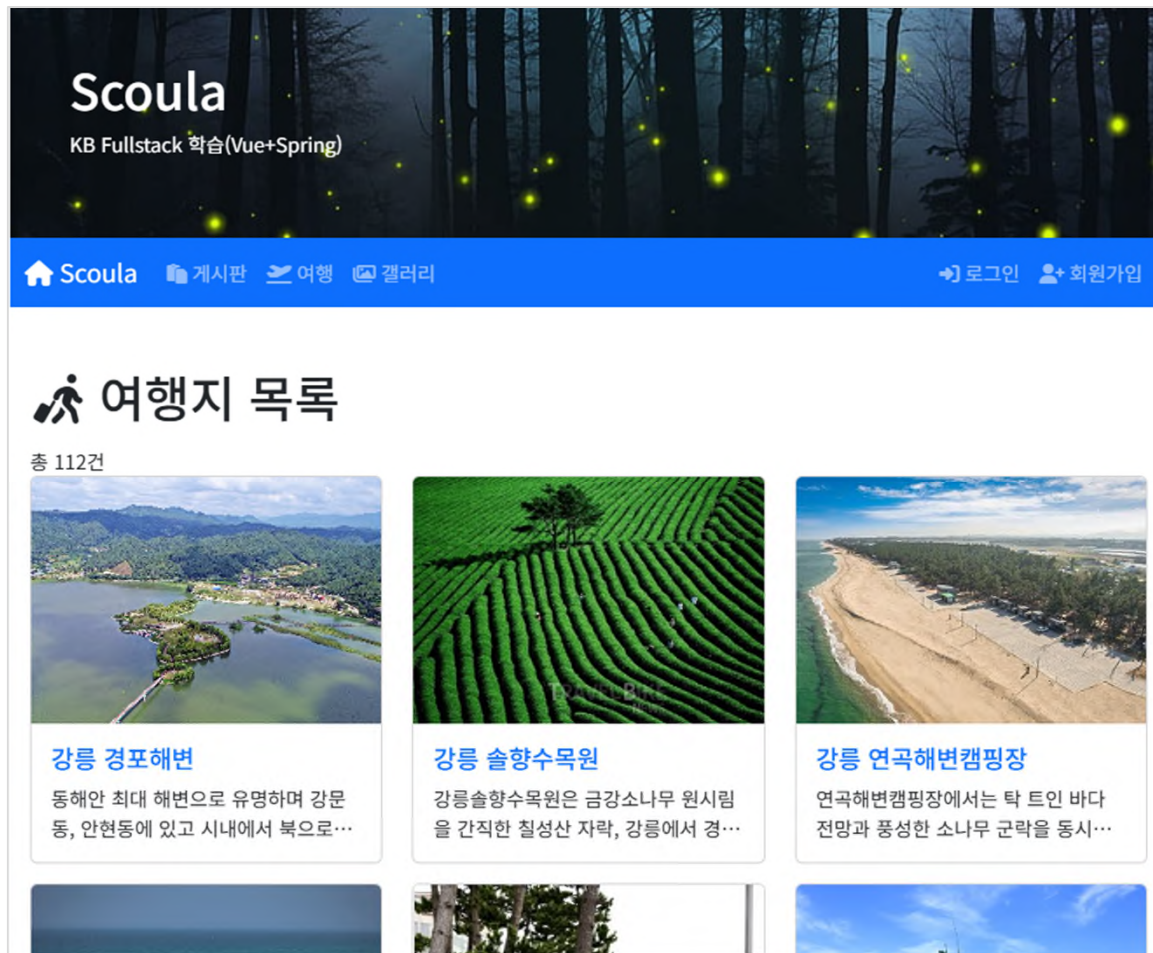 Scoula
KB Fullstack 학습(Vue+Spring)
Scoula 게시판 여행 갤러리 로그인 회원가입
여행지 목록
총 112건
TRAVEL BIKE
NEWS
강릉 경포해변
동해안 최대 해변으로 유명하며 강문
동, 안현동에 있고 시내에서 북으로…
강릉 솔향수목원
강릉솔향수목원은 금강소나무 원시림
을 간직한 칠성산 자락, 강릉에서 경…
강릉 연곡해변캠핑장
연곡해변캠핑장에서는 탁 트인 바다
전망과 풍성한 소나무 군락을 동시…